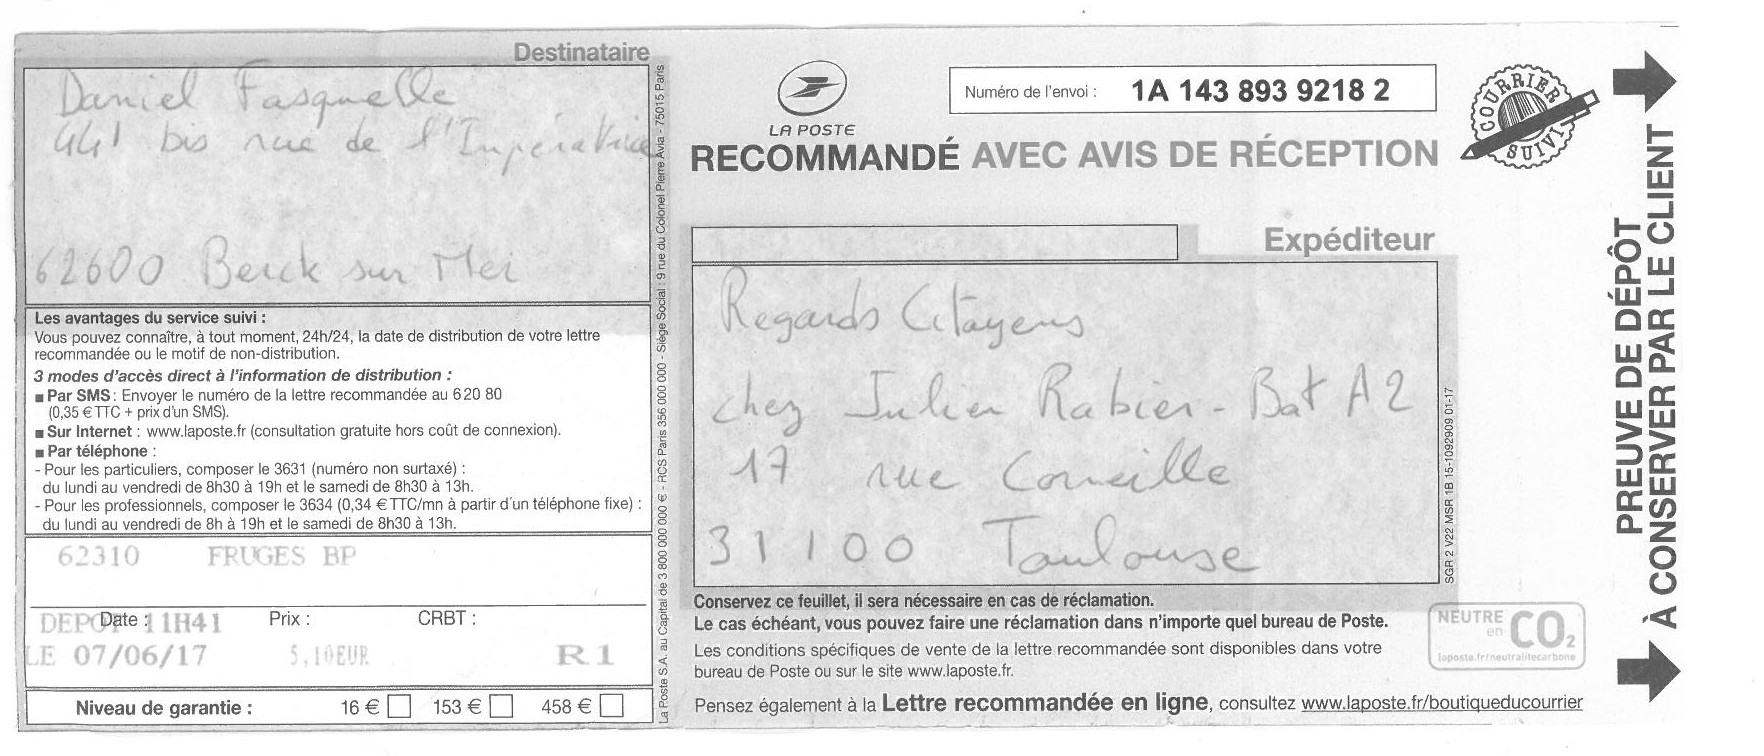 Destinataire
Daniel Fasquelle
441 bis rue de l'Impératrice
62600 Berck sur Mer
Les avantages du service suivi :
Vous pouvez connaître, à tout moment, 24h/24, la date de distribution de votre lettre
recommandée ou le motif de non-distribution.
3 modes d'accès direct à l'information de distribution :
■ Par SMS : Envoyer le numéro de la lettre recommandée au 6 20 80
(0,35 € TTC + prix d'un SMS).
■ Sur Internet : www.laposte.fr (consultation gratuite hors coût de connexion).
■ Par téléphone :
- Pour les particuliers, composer le 3631 (numéro non surtaxé) :
du lundi au vendredi de 8h30 à 19h et le samedi de 8h30 à 13h.
- Pour les professionnels, composer le 3634 (0,34 € TTC/mn à partir d'un téléphone fixe) :
du lundi au vendredi de 8h à 19h et le samedi de 8h30 à 13h.
62310 FRUGES BP
Date : Prix : CRBT :
DEPOT 11H41
LE 07/06/17 5,10EUR R1
Niveau de garantie : 16 € 153 € 458 €
La Poste S.A. au Capital de 3 800 000 000 € - RCS Paris 356 000 000 - Siège Social : 9 rue du Colonel Pierre Avia - 75015 Paris
LA POSTE
Numéro de l'envoi : 1A 143 893 9218 2
COURRIER SUIVI
RECOMMANDÉ AVEC AVIS DE RÉCEPTION
Expéditeur
Regards Citoyens
chez Julien Rabier - Bat A2
17 rue Corneille
31100 Toulouse
SGR 2 V22 MSR 1B 15-1092909 01-17
Conservez ce feuillet, il sera nécessaire en cas de réclamation.
Le cas échéant, vous pouvez faire une réclamation dans n'importe quel bureau de Poste.
Les conditions spécifiques de vente de la lettre recommandée sont disponibles dans votre
bureau de Poste ou sur le site www.laposte.fr.
Pensez également à la Lettre recommandée en ligne, consultez www.laposte.fr/boutiqueducourrier
NEUTRE
en CO2
laposte.fr/neutralitecarbone
PREUVE DE DÉPÔT
À CONSERVER PAR LE CLIENT